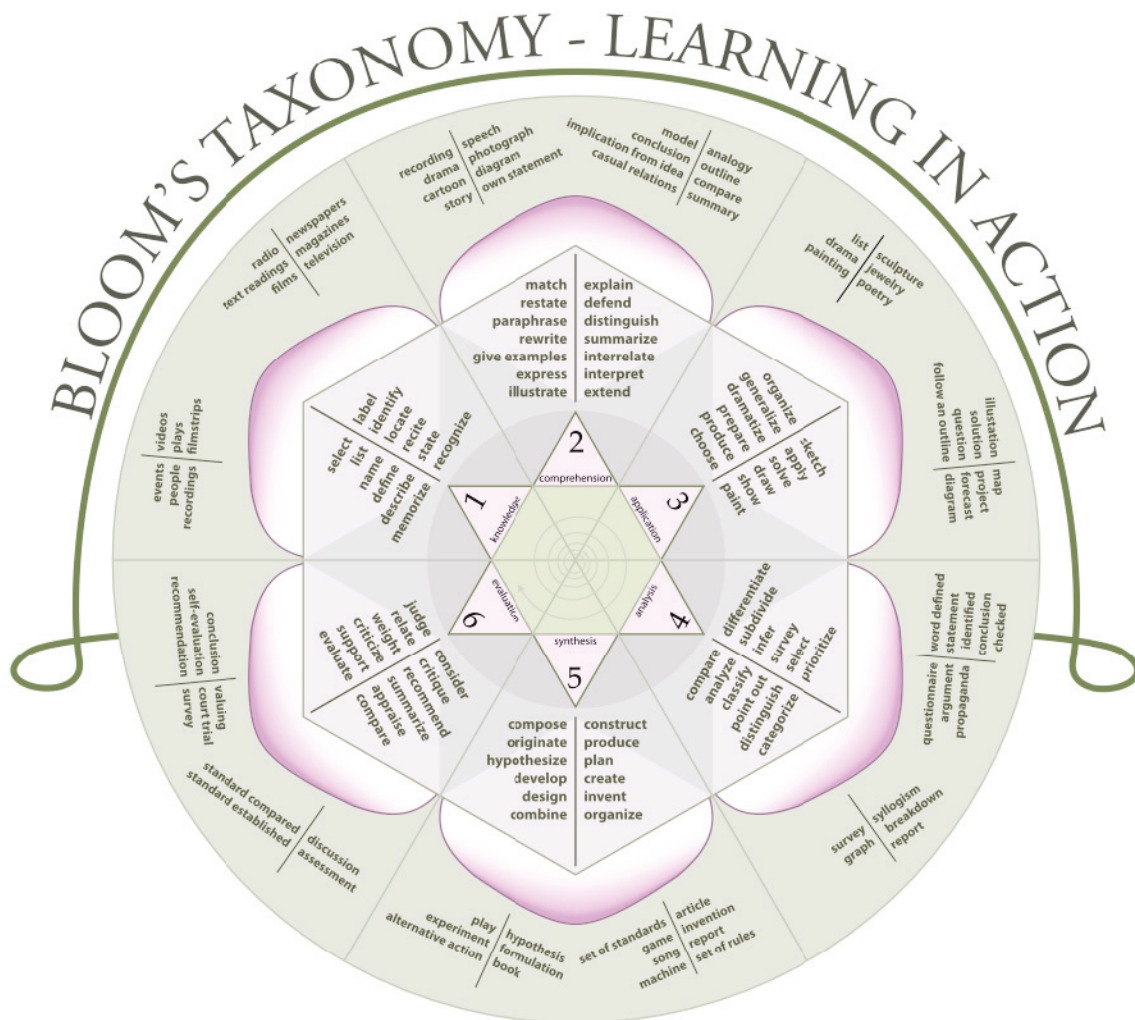 BLOOM'S TAXONOMY - LEARNING IN ACTION
1
knowledge
select
list
name
define
describe
memorize
label
identify
locate
recite
state
recognize
events
people
recordings
videos
plays
filmstrips
radio
text readings
films
newspapers
magazines
television
2
comprehension
match
restate
paraphrase
rewrite
give examples
express
illustrate
explain
defend
distinguish
summarize
interrelate
interpret
extend
recording
drama
cartoon
story
speech
photograph
diagram
own statement
model
conclusion
implication from idea
casual relations
analogy
outline
compare
summary
3
application
organize
generalize
dramatize
prepare
produce
choose
sketch
apply
solve
draw
show
paint
list
drama
painting
sculpture
jewelry
poetry
illustation
solution
question
follow an outline
map
project
forecast
diagram
4
analysis
compare
analyze
classify
point out
distinguish
categorize
differentiate
subdivide
infer
survey
select
prioritize
word defined
statement
identified
conclusion
checked
questionnaire
argument
propaganda
survey
graph
syllogism
breakdown
report
5
synthesis
compose
originate
hypothesize
develop
design
combine
construct
produce
plan
create
invent
organize
set of standards
game
song
machine
article
invention
report
set of rules
play
experiment
alternative action
hypothesis
formulation
book
6
evaluation
judge
relate
weight
criticize
support
evaluate
consider
critique
recommend
summarize
appraise
compare
standard compared
standard established
discussion
assessment
conclusion
self-evaluation
recommendation
valuing
court trial
survey